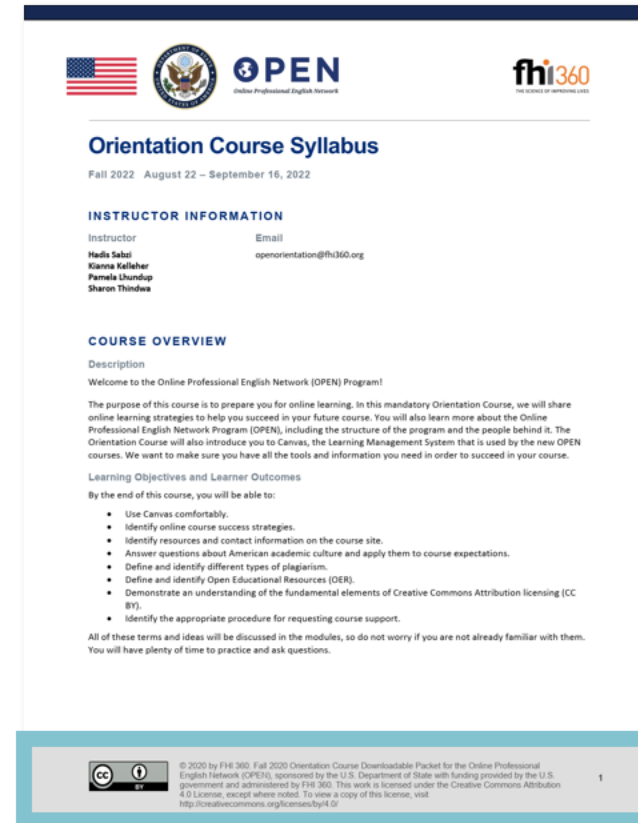 OPEN
Online Professional English Network
fhi360
THE SCIENCE OF IMPROVING LIVES
Orientation Course Syllabus
Fall 2022 August 22 – September 16, 2022
INSTRUCTOR INFORMATION
Instructor Email
Hadis Sabzi openorientation@fhi360.org
Kianna Kelleher
Pamela Lhundup
Sharon Thindwa
COURSE OVERVIEW
Description
Welcome to the Online Professional English Network (OPEN) Program!
The purpose of this course is to prepare you for online learning. In this mandatory Orientation Course, we will share
online learning strategies to help you succeed in your future course. You will also learn more about the Online
Professional English Network Program (OPEN), including the structure of the program and the people behind it. The
Orientation Course will also introduce you to Canvas, the Learning Management System that is used by the new OPEN
courses. We want to make sure you have all the tools and information you need in order to succeed in your course.
Learning Objectives and Learner Outcomes
By the end of this course, you will be able to:
• Use Canvas comfortably.
• Identify online course success strategies.
• Identify resources and contact information on the course site.
• Answer questions about American academic culture and apply them to course expectations.
• Define and identify different types of plagiarism.
• Define and identify Open Educational Resources (OER).
• Demonstrate an understanding of the fundamental elements of Creative Commons Attribution licensing (CC
BY).
• Identify the appropriate procedure for requesting course support.
All of these terms and ideas will be discussed in the modules, so do not worry if you are not already familiar with them.
You will have plenty of time to practice and ask questions.
cc BY
© 2020 by FHI 360. Fall 2020 Orientation Course Downloadable Packet for the Online Professional
English Network (OPEN), sponsored by the U.S. Department of State with funding provided by the U.S.
government and administered by FHI 360. This work is licensed under the Creative Commons Attribution
4.0 License, except where noted. To view a copy of this license, visit
http://creativecommons.org/licenses/by/4.0/
1